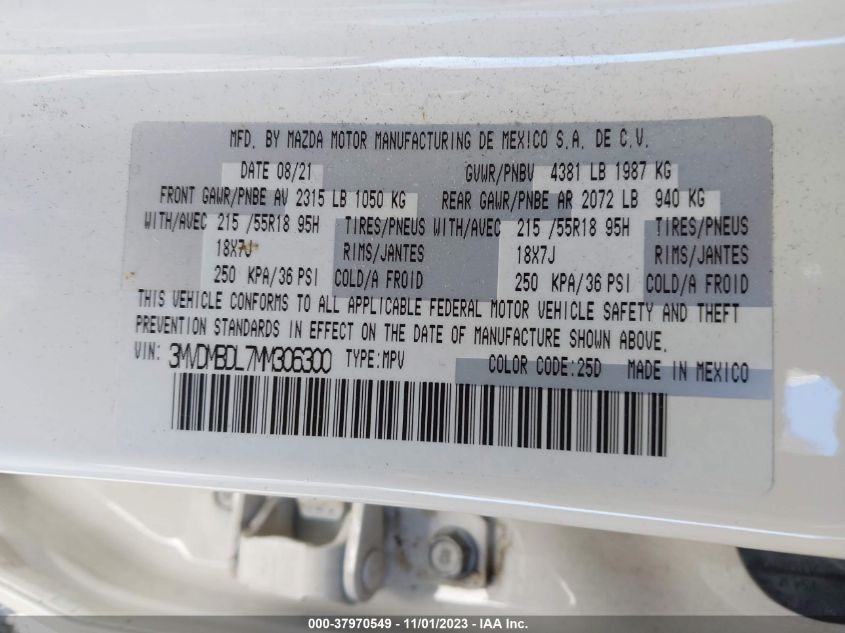 MFD. BY MAZDA MOTOR MANUFACTURING DE MEXICO S.A. DE C.V.
DATE 08/21 GVWR/PNBV 4381 LB 1987 KG
FRONT GAWR/PNBE AV 2315 LB 1050 KG REAR GAWR/PNBE AR 2072 LB 940 KG
WITH/AVEC 215 /55R18 95H TIRES/PNEUS WITH/AVEC 215 /55R18 95H TIRES/PNEUS
18X7J RIMS/JANTES 18X7J RIMS/JANTES
250 KPA/36 PSI COLD/A FROID 250 KPA/36 PSI COLD/A FROID
THIS VEHICLE CONFORMS TO ALL APPLICABLE FEDERAL MOTOR VEHICLE SAFETY AND THEFT
PREVENTION STANDARDS IN EFFECT ON THE DATE OF MANUFACTURE SHOWN ABOVE.
VIN: 3MVDMBDL7MM306300 TYPE:MPV COLOR CODE:25D MADE IN MEXICO
000-37970549 - 11/01/2023 - IAA Inc.